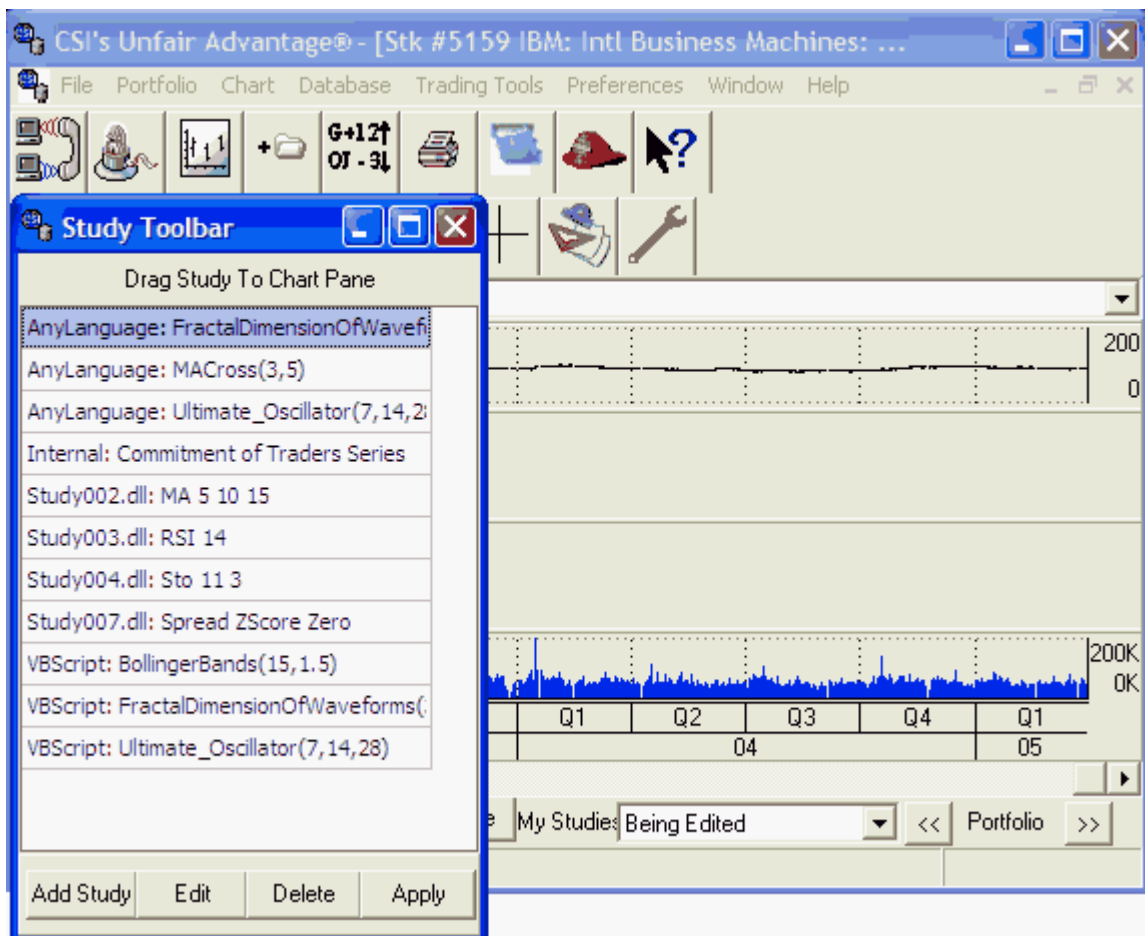 CSI's Unfair Advantage® - [Stk #5159 IBM: Intl Business Machines: ...
File Portfolio Chart Database Trading Tools Preferences Window Help
G+12↑
OJ - 3↓
Study Toolbar
Drag Study To Chart Pane
AnyLanguage: FractalDimensionOfWavef
AnyLanguage: MACross(3,5)
AnyLanguage: Ultimate_Oscillator(7,14,2
Internal: Commitment of Traders Series
Study002.dll: MA 5 10 15
Study003.dll: RSI 14
Study004.dll: Sto 11 3
Study007.dll: Spread ZScore Zero
VBScript: BollingerBands(15,1.5)
VBScript: FractalDimensionOfWaveforms(
VBScript: Ultimate_Oscillator(7,14,28)
Add Study Edit Delete Apply
200
0
200K
0K
Q1 Q2 Q3 Q4 Q1
04 05
e My Studies Being Edited << Portfolio >>